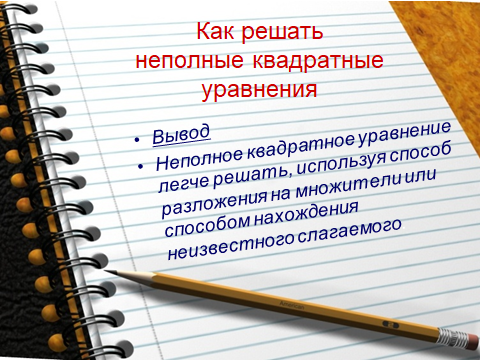 Как решать
неполные квадратные
уравнения
• Вывод
• Неполное квадратное уравнение
легче решать, используя способ
разложения на множители или
способом нахождения
неизвестного слагаемого